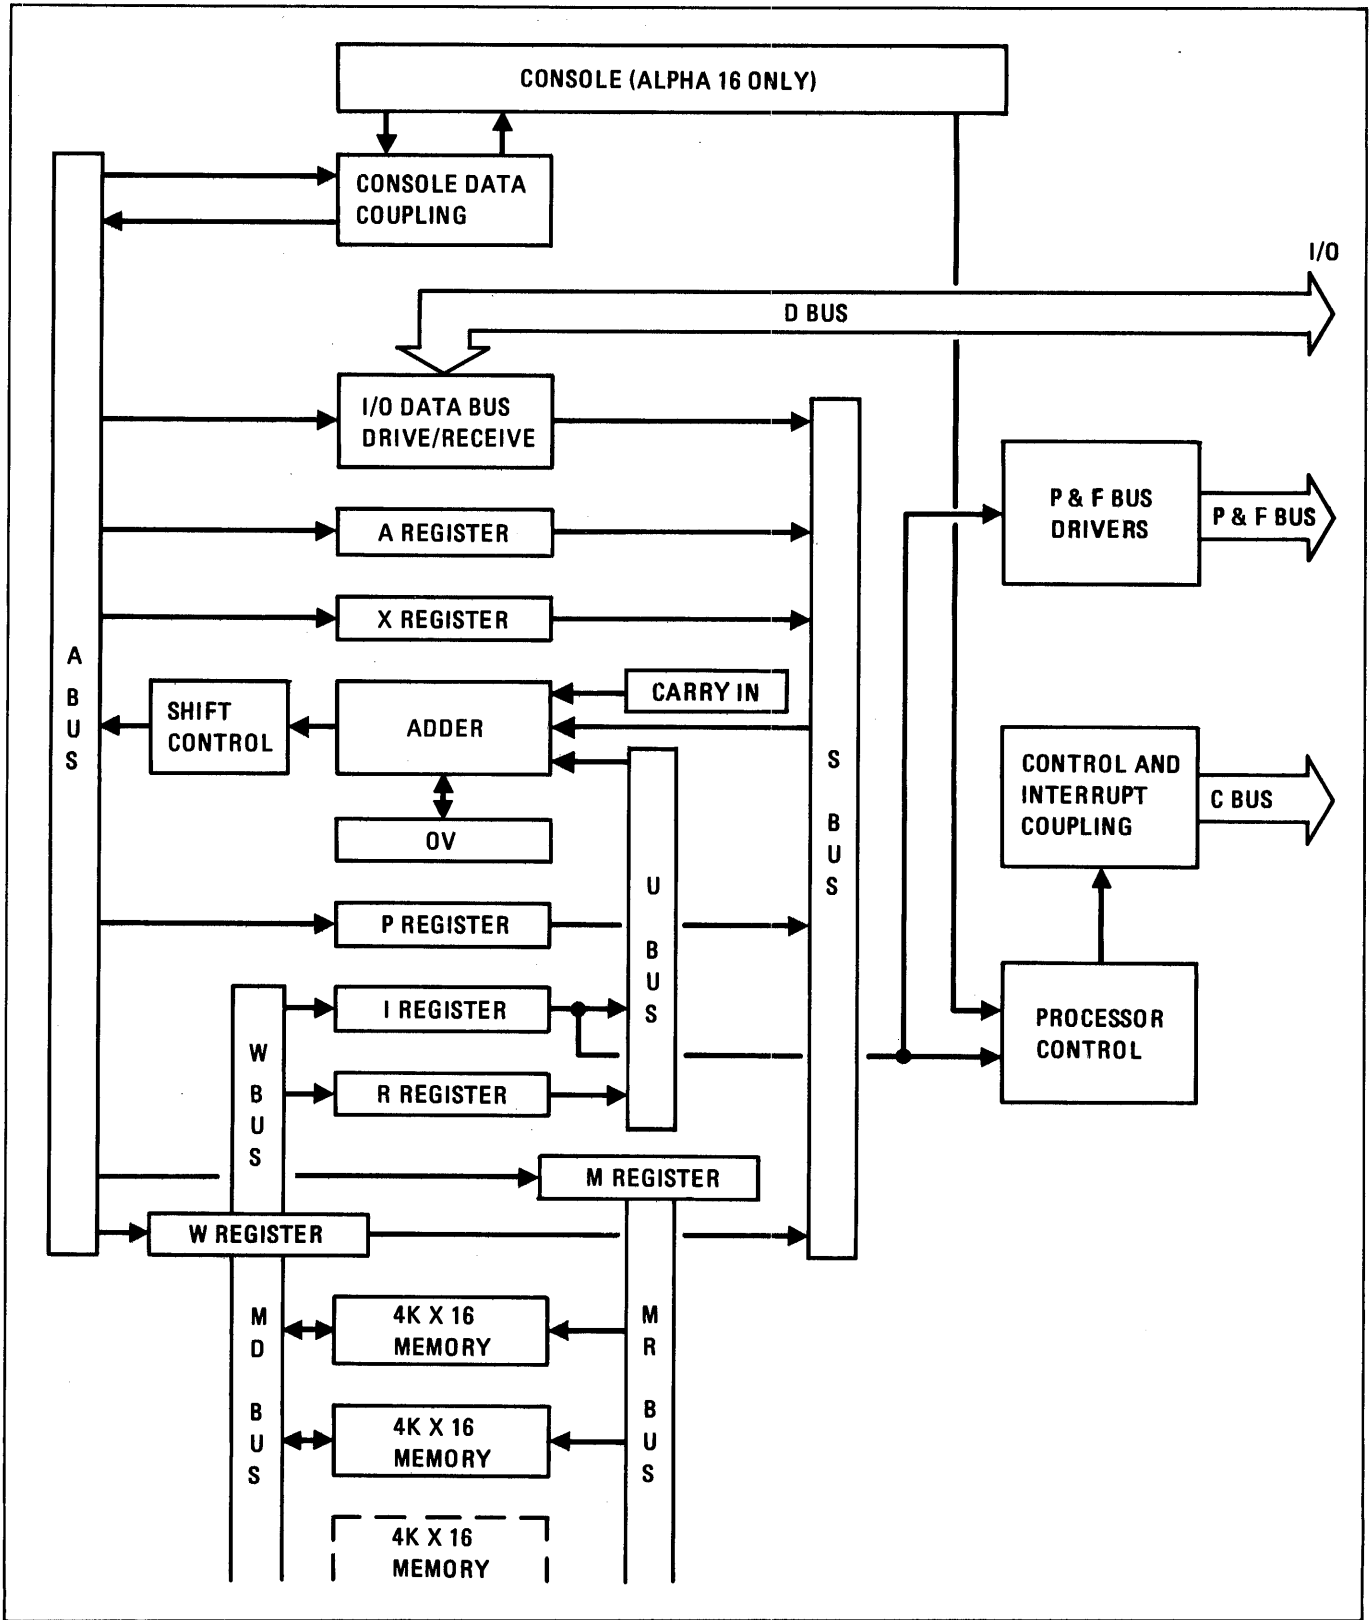 CONSOLE (ALPHA 16 ONLY)
CONSOLE DATA
COUPLING
I/O
D BUS
I/O DATA BUS
DRIVE/RECEIVE
P & F BUS
DRIVERS
P & F BUS
A REGISTER
X REGISTER
A
B
U
S
SHIFT
CONTROL
ADDER
CARRY IN
OV
S
B
U
S
CONTROL AND
INTERRUPT
COUPLING
C BUS
U
B
U
S
P REGISTER
I REGISTER
W
B
U
S
R REGISTER
PROCESSOR
CONTROL
M REGISTER
W REGISTER
M
D
B
U
S
4K X 16
MEMORY
M
R
B
U
S
4K X 16
MEMORY
4K X 16
MEMORY